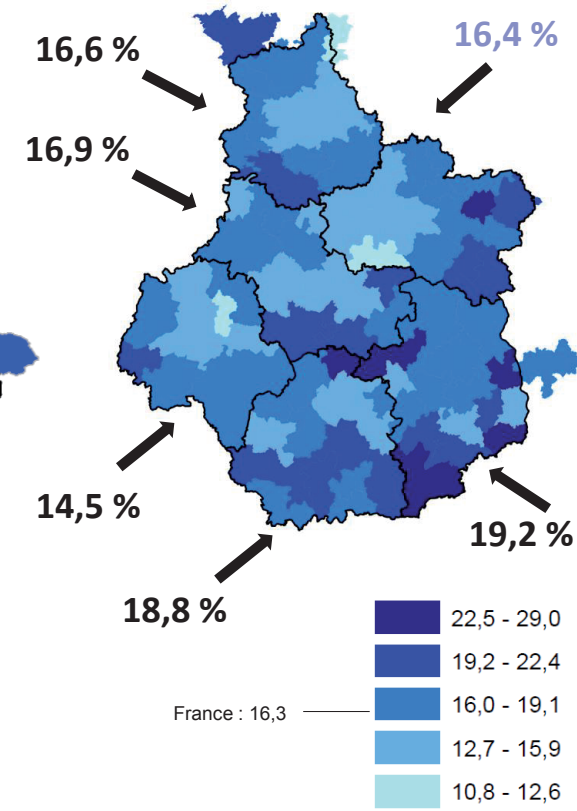 16,4 %
16,6 %
16,9 %
14,5 %
19,2 %
18,8 %
22,5 - 29,0
19,2 - 22,4
France : 16,3
16,0 - 19,1
12,7 - 15,9
10,8 - 12,6